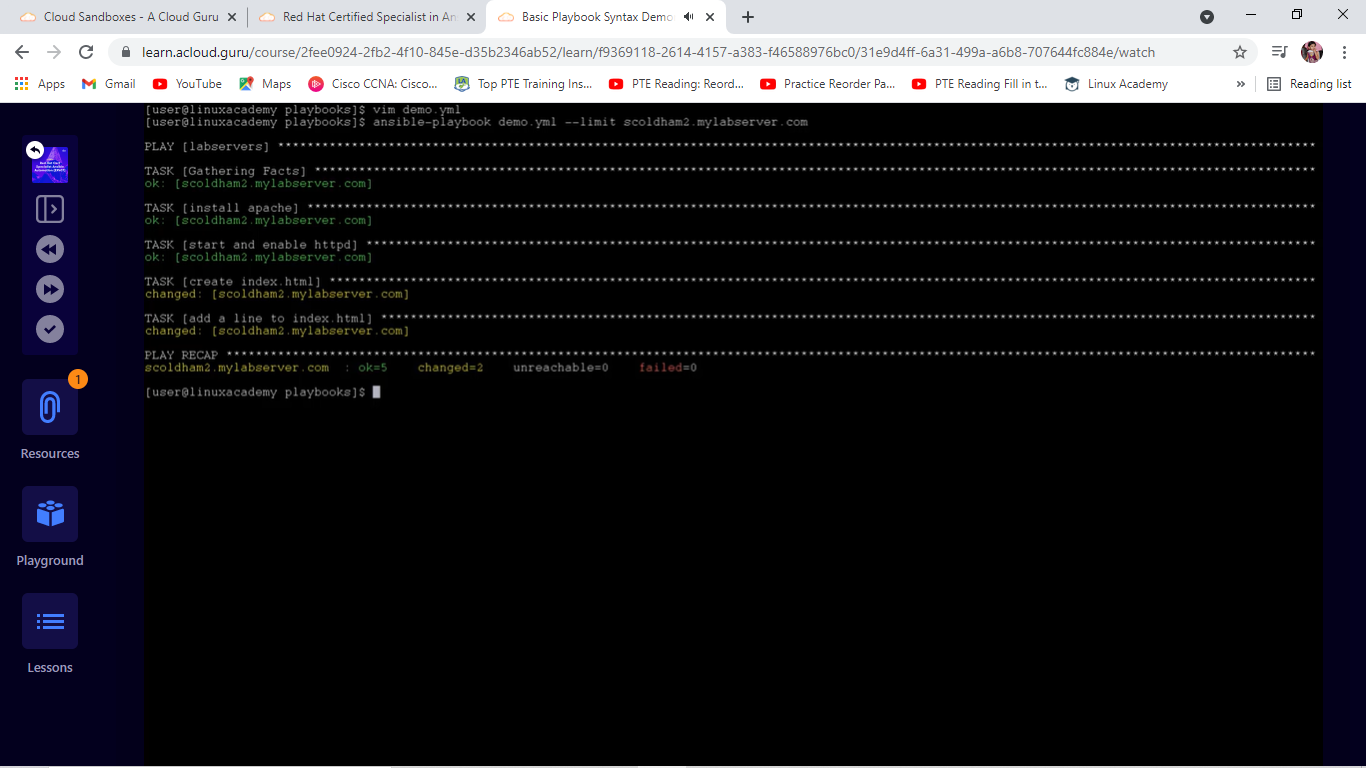 Cloud Sandboxes - A Cloud Guru
Red Hat Certified Specialist in An
Basic Playbook Syntax Demo
learn.acloud.guru/course/2fee0924-2fb2-4f10-845e-d35b2346ab52/learn/f9369118-2614-4157-a383-f46588976bc0/31e9d4ff-6a31-499a-a6b8-707644fc884e/watch
Apps Gmail YouTube Maps Cisco CCNA: Cisco... Top PTE Training Ins... PTE Reading: Reord... Practice Reorder Pa... PTE Reading Fill in t... Linux Academy » Reading list
[user@linuxacademy playbooks]$ vim demo.yml
[user@linuxacademy playbooks]$ ansible-playbook demo.yml --limit scoldham2.mylabserver.com
PLAY [labservers] ****************************************************************
TASK [Gathering Facts] ****************************************************************
ok: [scoldham2.mylabserver.com]
TASK [install apache] ****************************************************************
ok: [scoldham2.mylabserver.com]
TASK [start and enable httpd] ****************************************************************
ok: [scoldham2.mylabserver.com]
TASK [create index.html] ****************************************************************
changed: [scoldham2.mylabserver.com]
TASK [add a line to index.html] ****************************************************************
changed: [scoldham2.mylabserver.com]
PLAY RECAP ****************************************************************
scoldham2.mylabserver.com : ok=5 changed=2 unreachable=0 failed=0
[user@linuxacademy playbooks]$
1
Resources
Playground
Lessons